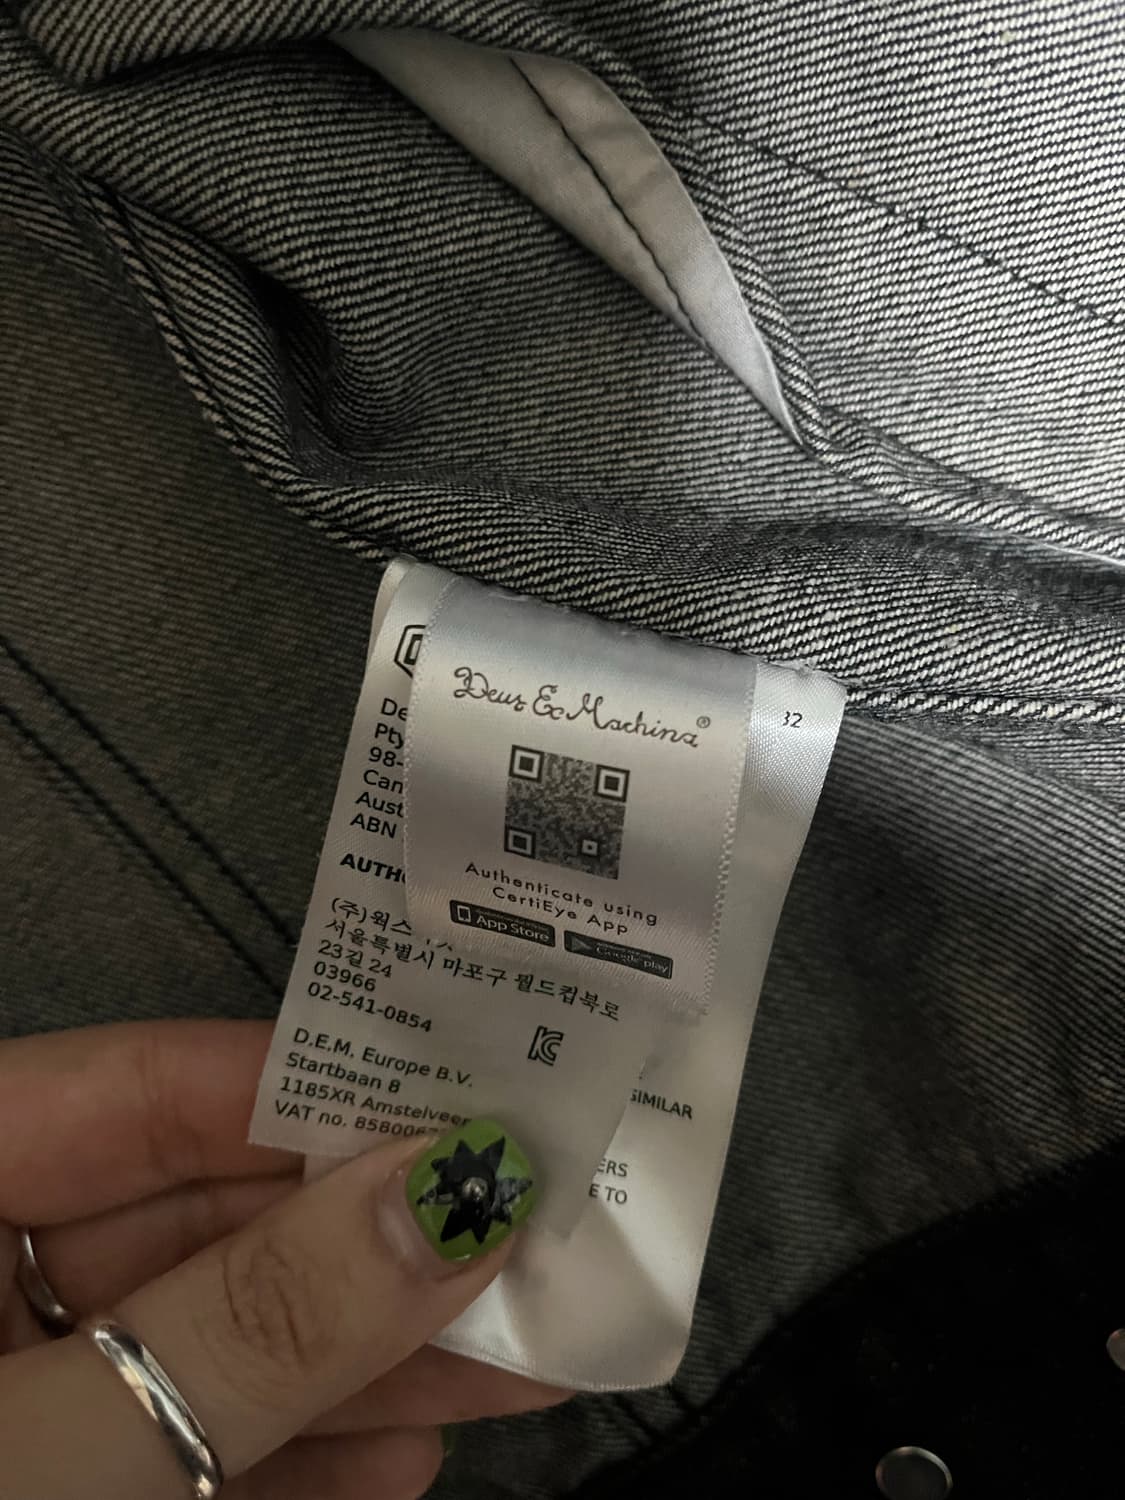 Deus Ex Machina®
Authenticate using
CertiEye APP
App Store
Google play
32
De
Pty
98-
Can
Aust
ABN
AUTHO
(주)웍스
서울특별시 마포구 월드컵북로
23길 24
03966
02-541-0854
D.E.M. Europe B.V.
Startbaan 8
1185XR Amstelveen
VAT no. 858006
SIMILAR
ERS
E TO